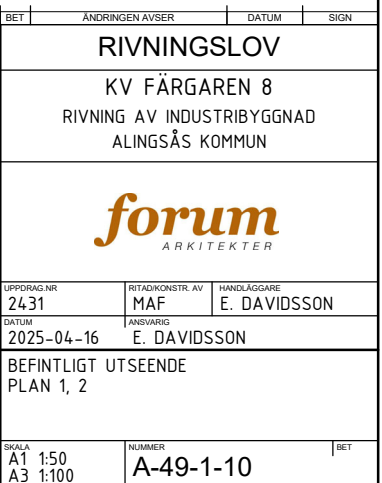 BET ÄNDRINGEN AVSER DATUM SIGN
RIVNINGSLOV
KV FÄRGAREN 8
RIVNING AV INDUSTRIBYGGNAD
ALINGSÅS KOMMUN
forum
ARKITEKTER
UPPDRAG.NR RITAD/KONSTR. AV HANDLÄGGARE
2431 MAF E. DAVIDSSON
DATUM ANSVARIG
2025-04-16 E. DAVIDSSON
BEFINTLIGT UTSEENDE
PLAN 1, 2
SKALA NUMMER BET
A1 1:50
A3 1:100 A-49-1-10